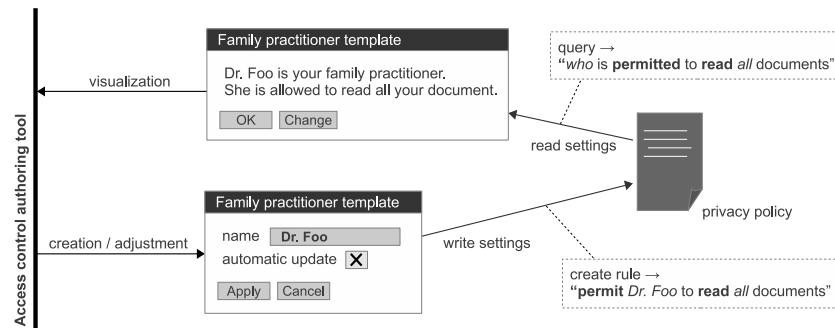 Access control authoring tool
visualization
Family practitioner template
Dr. Foo is your family practitioner.
She is allowed to read all your document.
OK Change
query →
“who is permitted to read all documents”
read settings
privacy policy
creation / adjustment
Family practitioner template
name Dr. Foo
automatic update X
Apply Cancel
write settings
create rule →
“permit Dr. Foo to read all documents”